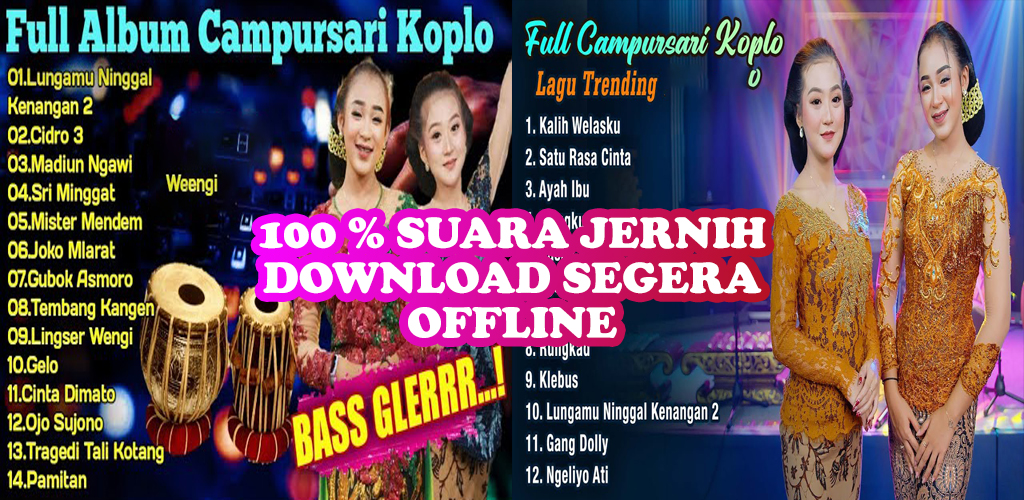 Full Album Campursari Koplo
01.Lungamu Ninggal
Kenangan 2
02.Cidro 3
03.Madiun Ngawi
04.Sri Minggat
05.Mister Mendem
06.Joko Mlarat
07.Gubok Asmoro
08.Tembang Kangen
09.Lingser Wengi
10.Gelo
11.Cinta Dimato
12.Ojo Sujono
13.Tragedi Tali Kotang
14.Pamitan
Weengi
BASS GLERRR...!
100 % SUARA JERNIH
DOWNLOAD SEGERA
OFFLINE
Full Campursari Koplo
Lagu Trending
1. Kalih Welasku
2. Satu Rasa Cinta
3. Ayah Ibu
8. Rungkad
9. Klebus
10. Lungamu Ninggal Kenangan 2
11. Gang Dolly
12. Ngeliyo Ati